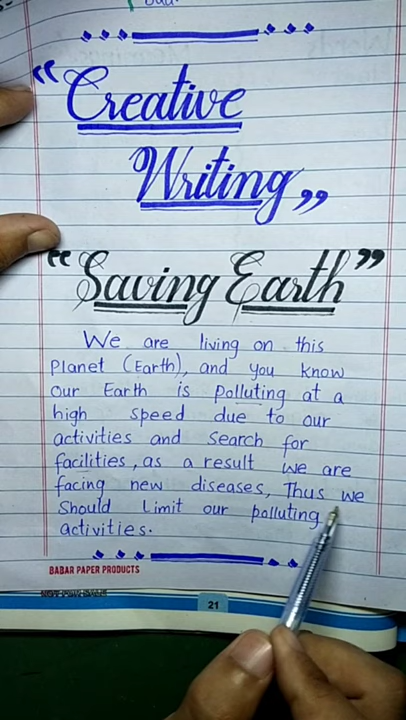 “Creative
Writing”
“Saving Earth”
We are living on this
Planet (Earth), and you know
our Earth is Polluting at a
high speed due to our
activities and Search for
facilities, as a result we are
facing new diseases, Thus we
Should Limit our polluting
activities.
BABAR PAPER PRODUCTS
21